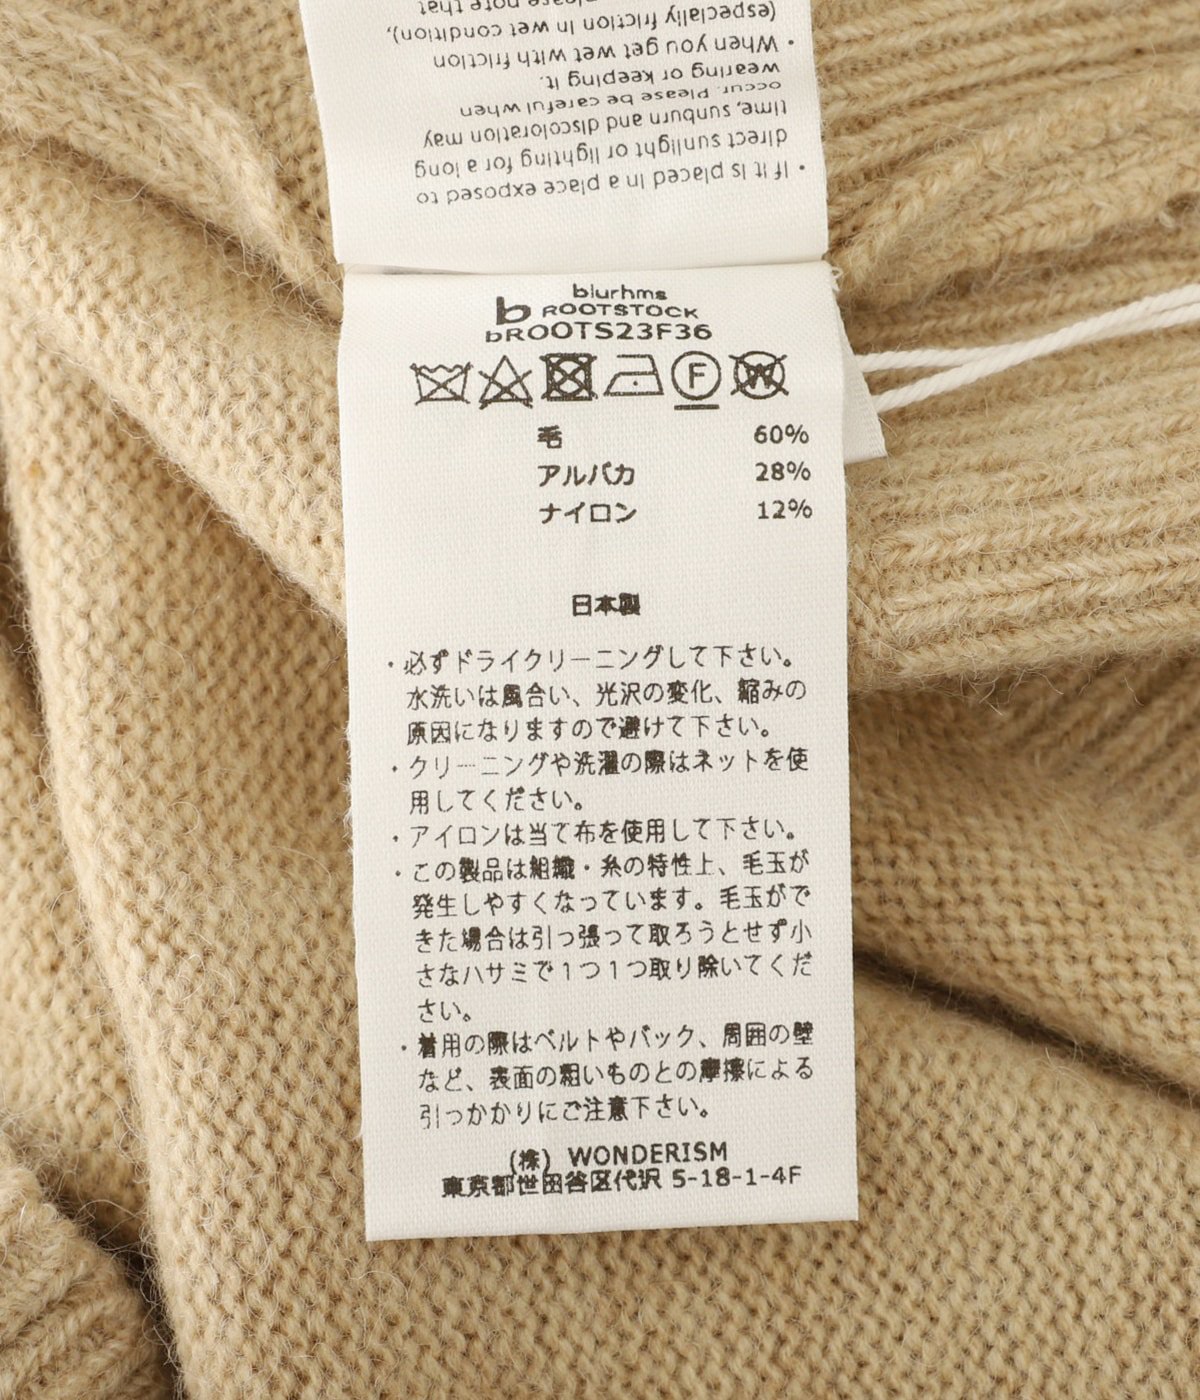 please note that
(especially friction in wet condition),
・When you get wet with friction
wearing or keeping it.
occur. Please be careful when
time, sunburn and discoloration may
direct sunlight or lighting for a long
・If it is placed in a place exposed to
blurhms
b ROOTSTOCK
bROOTS23F36
F W
毛 60%
アルパカ 28%
ナイロン 12%
日本製
・必ずドライクリーニングして下さい。
水洗いは風合い、光沢の変化、縮みの
原因になりますので避けて下さい。
・クリーニングや洗濯の際はネットを使
用してください。
・アイロンは当て布を使用して下さい。
・この製品は組織・糸の特性上、毛玉が
発生しやすくなっています。毛玉がで
きた場合は引っ張って取ろうとせず小
さなハサミで1つ1つ取り除いてくだ
さい。
・着用の際はベルトやバック、周囲の壁
など、表面の粗いものとの摩擦による
引っかかりにご注意下さい。
(株) WONDERISM
東京都世田谷区代沢 5-18-1-4F